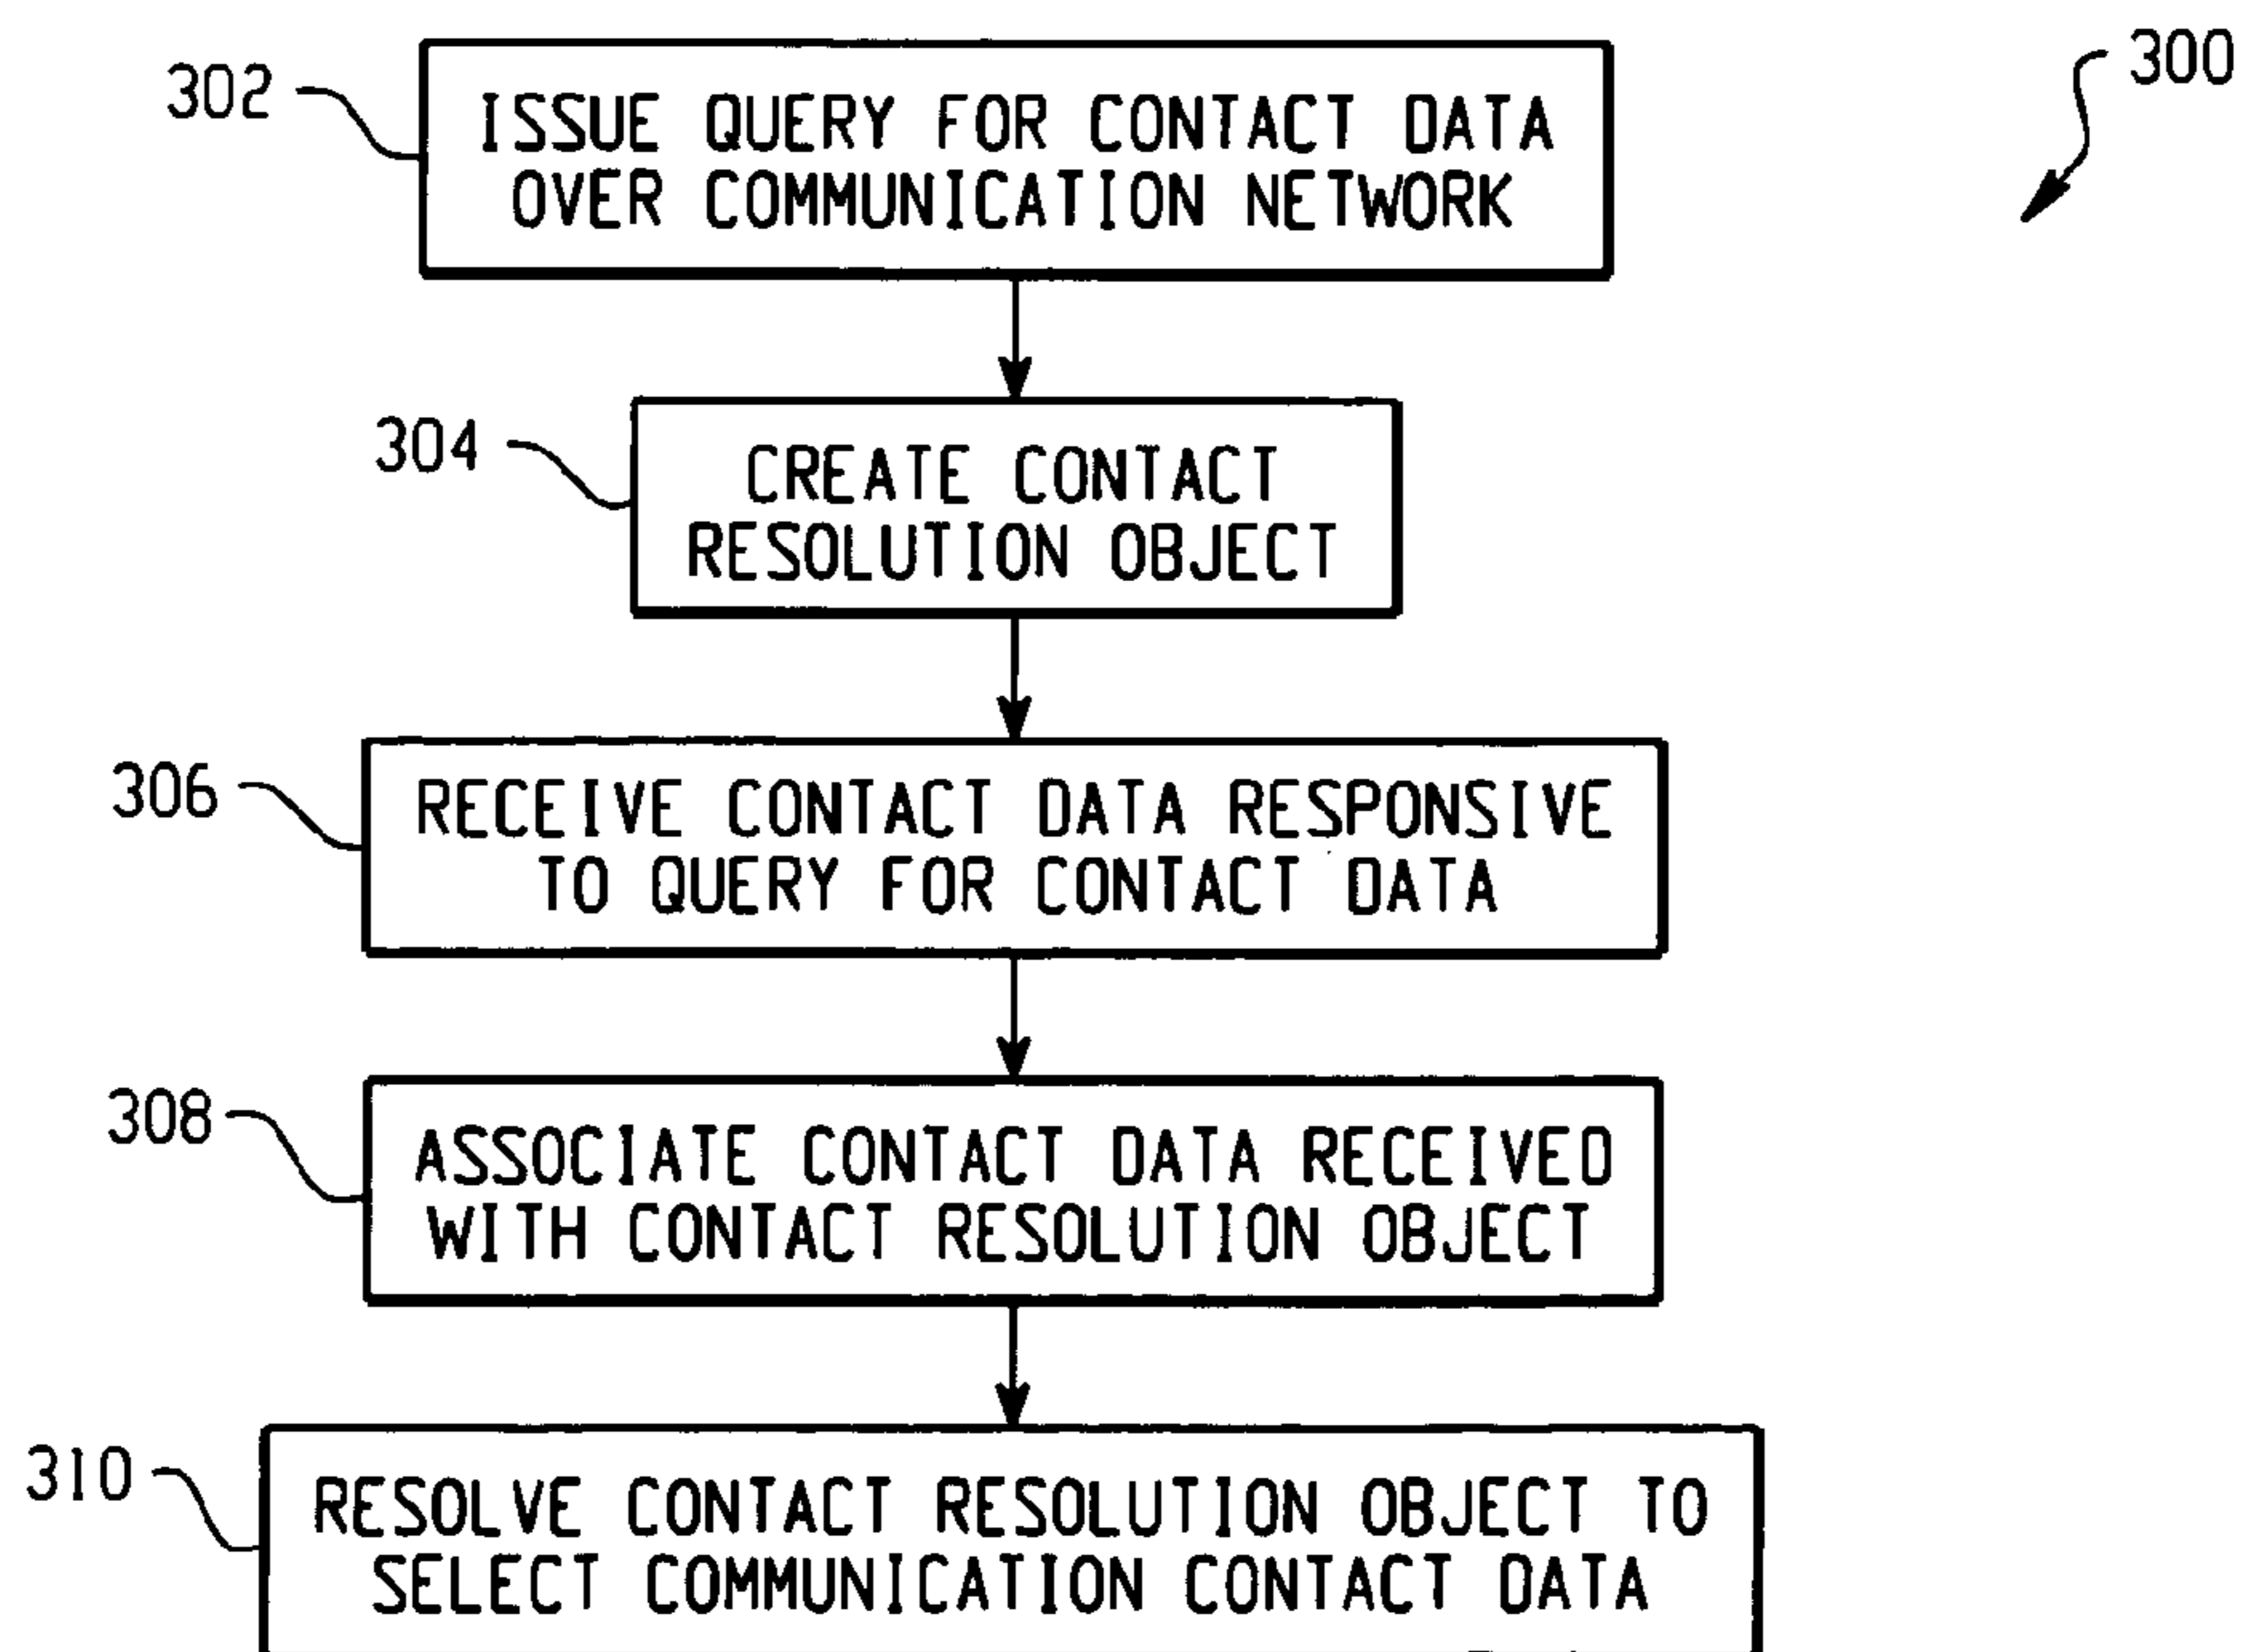 300
302
ISSUE QUERY FOR CONTACT DATA
OVER COMMUNICATION NETWORK
304
CREATE CONTACT
RESOLUTION OBJECT
306
RECEIVE CONTACT DATA RESPONSIVE
TO QUERY FOR CONTACT DATA
308
ASSOCIATE CONTACT DATA RECEIVED
WITH CONTACT RESOLUTION OBJECT
310
RESOLVE CONTACT RESOLUTION OBJECT TO
SELECT COMMUNICATION CONTACT DATA